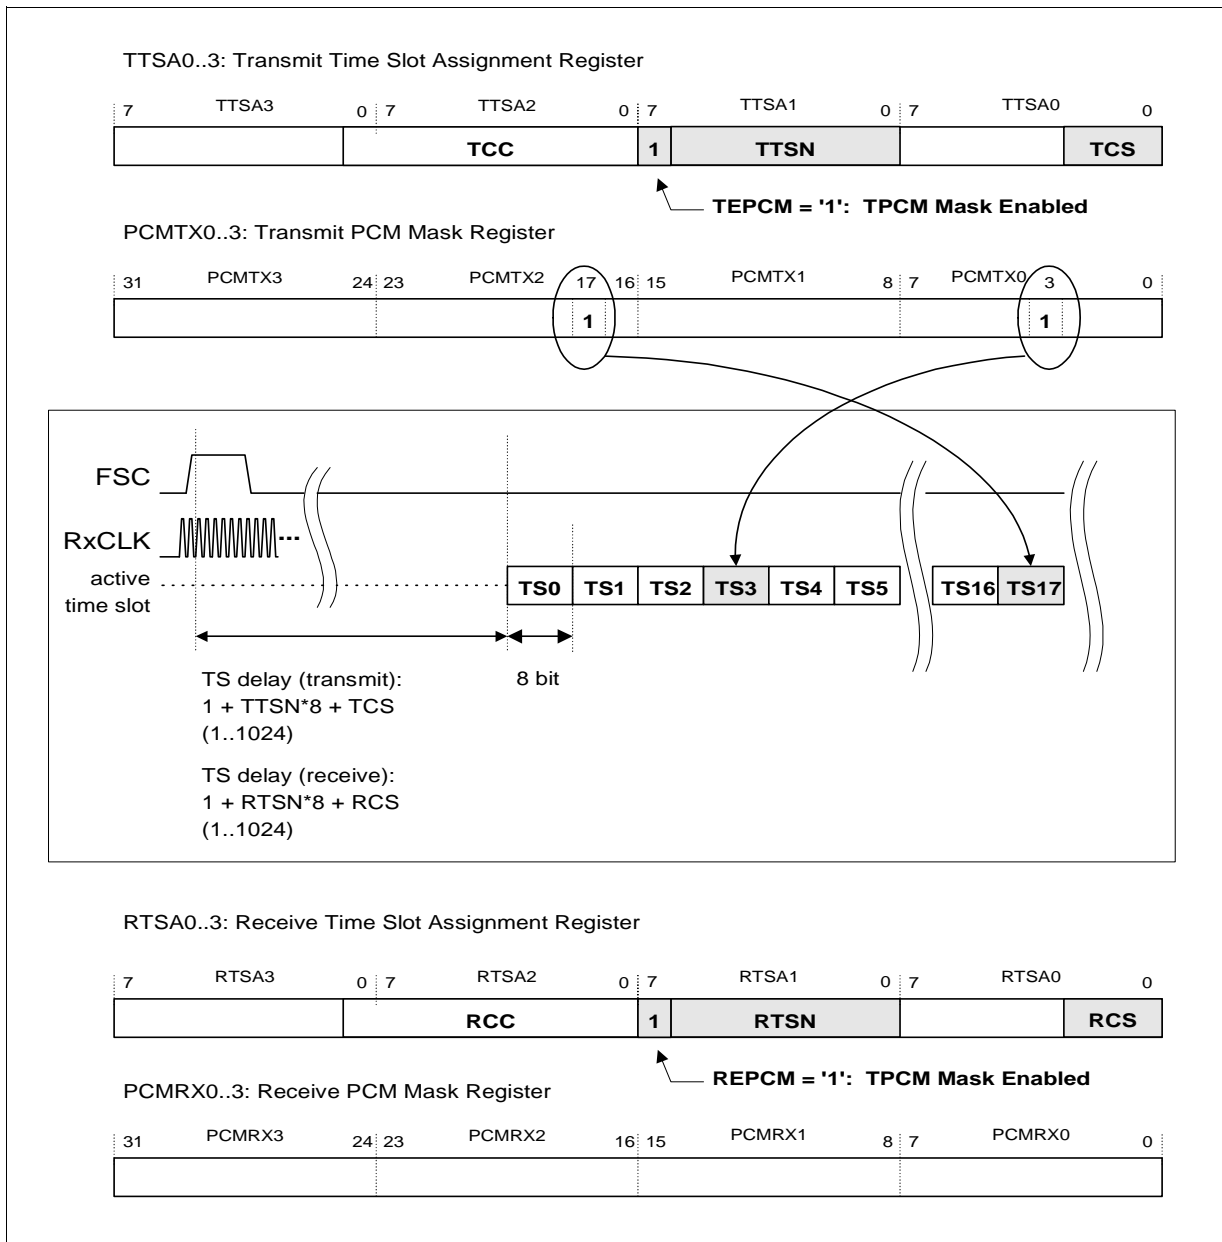 TTSA0..3: Transmit Time Slot Assignment Register
7 TTSA3 0 7 TTSA2 0 7 TTSA1 0 7 TTSA0 0
TCC 1 TTSN TCS
TEPCM = '1': TPCM Mask Enabled
PCMTX0..3: Transmit PCM Mask Register
31 PCMTX3 24 23 PCMTX2 17 16 15 PCMTX1 8 7 PCMTX0 3 0
1 1
FSC
RxCLK
active
time slot
TS0 TS1 TS2 TS3 TS4 TS5 TS16 TS17
TS delay (transmit):
1 + TTSN*8 + TCS
(1..1024)
8 bit
TS delay (receive):
1 + RTSN*8 + RCS
(1..1024)
RTSA0..3: Receive Time Slot Assignment Register
7 RTSA3 0 7 RTSA2 0 7 RTSA1 0 7 RTSA0 0
RCC 1 RTSN RCS
REPCM = '1': TPCM Mask Enabled
PCMRX0..3: Receive PCM Mask Register
31 PCMRX3 24 23 PCMRX2 16 15 PCMRX1 8 7 PCMRX0 0